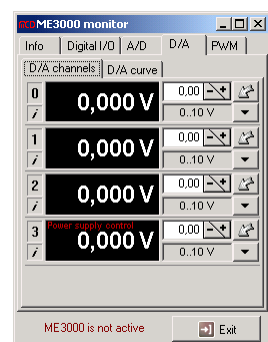 ME3000 monitor
Info Digital I/O A/D D/A PWM
D/A channels D/A curve
0 0,000 V 0,00
i 0..10 V
1 0,000 V 0,00
i 0..10 V
2 0,000 V 0,00
i 0..10 V
3 Power supply control 0,000 V 0,00
i 0..10 V
ME3000 is not active Exit